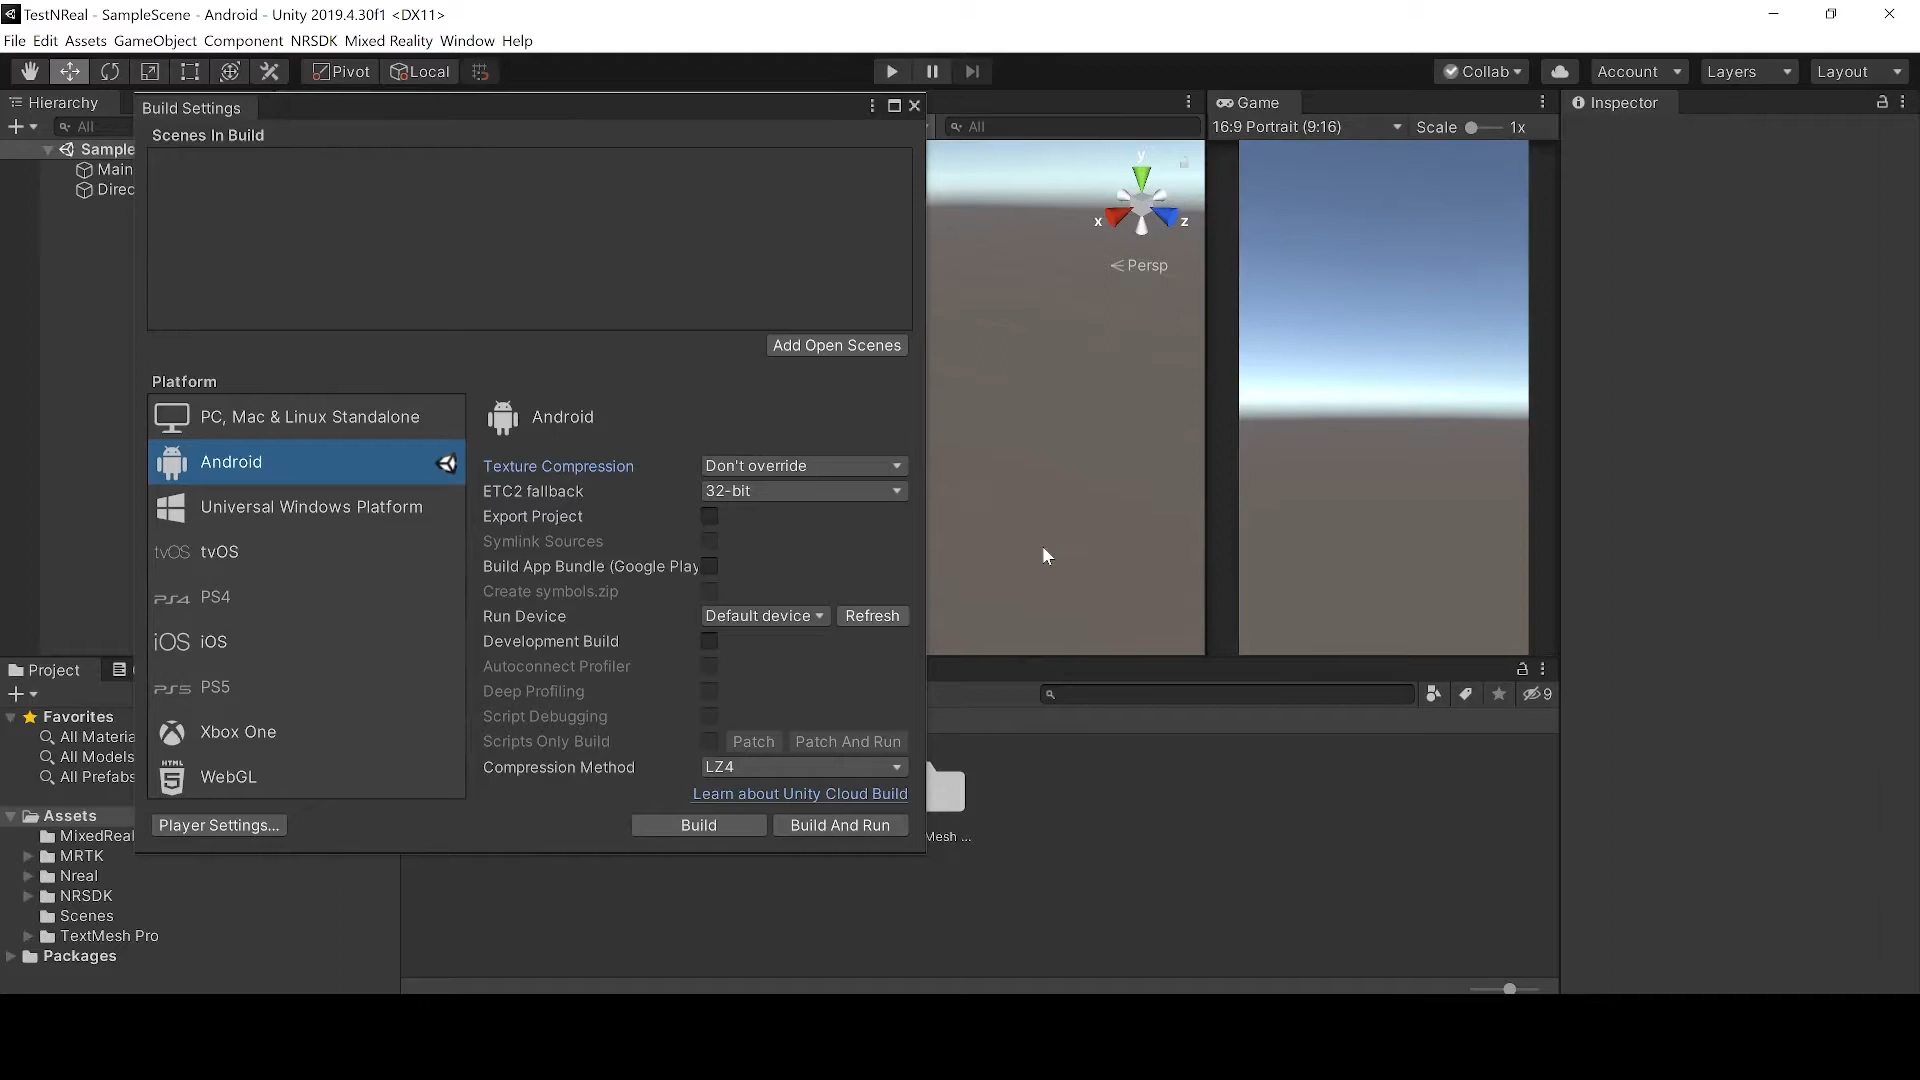 TestNReal - SampleScene - Android - Unity 2019.4.30f1 <DX11>
File Edit Assets GameObject Component NRSDK Mixed Reality Window Help
Pivot Local Collab Account Layers Layout
Hierarchy
All
Sample
Main
Direc
Build Settings
Scenes In Build
Add Open Scenes
Platform
PC, Mac & Linux Standalone
Android
Universal Windows Platform
tvOS tvOS
PS4 PS4
iOS iOS
PS5 PS5
Xbox One
HTML 5 WebGL
Android
Texture Compression Don't override
ETC2 fallback 32-bit
Export Project
Symlink Sources
Build App Bundle (Google Play
Create symbols.zip
Run Device Default device Refresh
Development Build
Autoconnect Profiler
Deep Profiling
Script Debugging
Scripts Only Build Patch Patch And Run
Compression Method LZ4
Learn about Unity Cloud Build
Player Settings... Build Build And Run
All
y
x z
Persp
Game
16:9 Portrait (9:16) Scale 1x
Inspector
Project
Favorites
All Materia
All Models
All Prefabs
Assets
MixedReal
MRTK
Nreal
NRSDK
Scenes
TextMesh Pro
Packages
9
Mesh ...